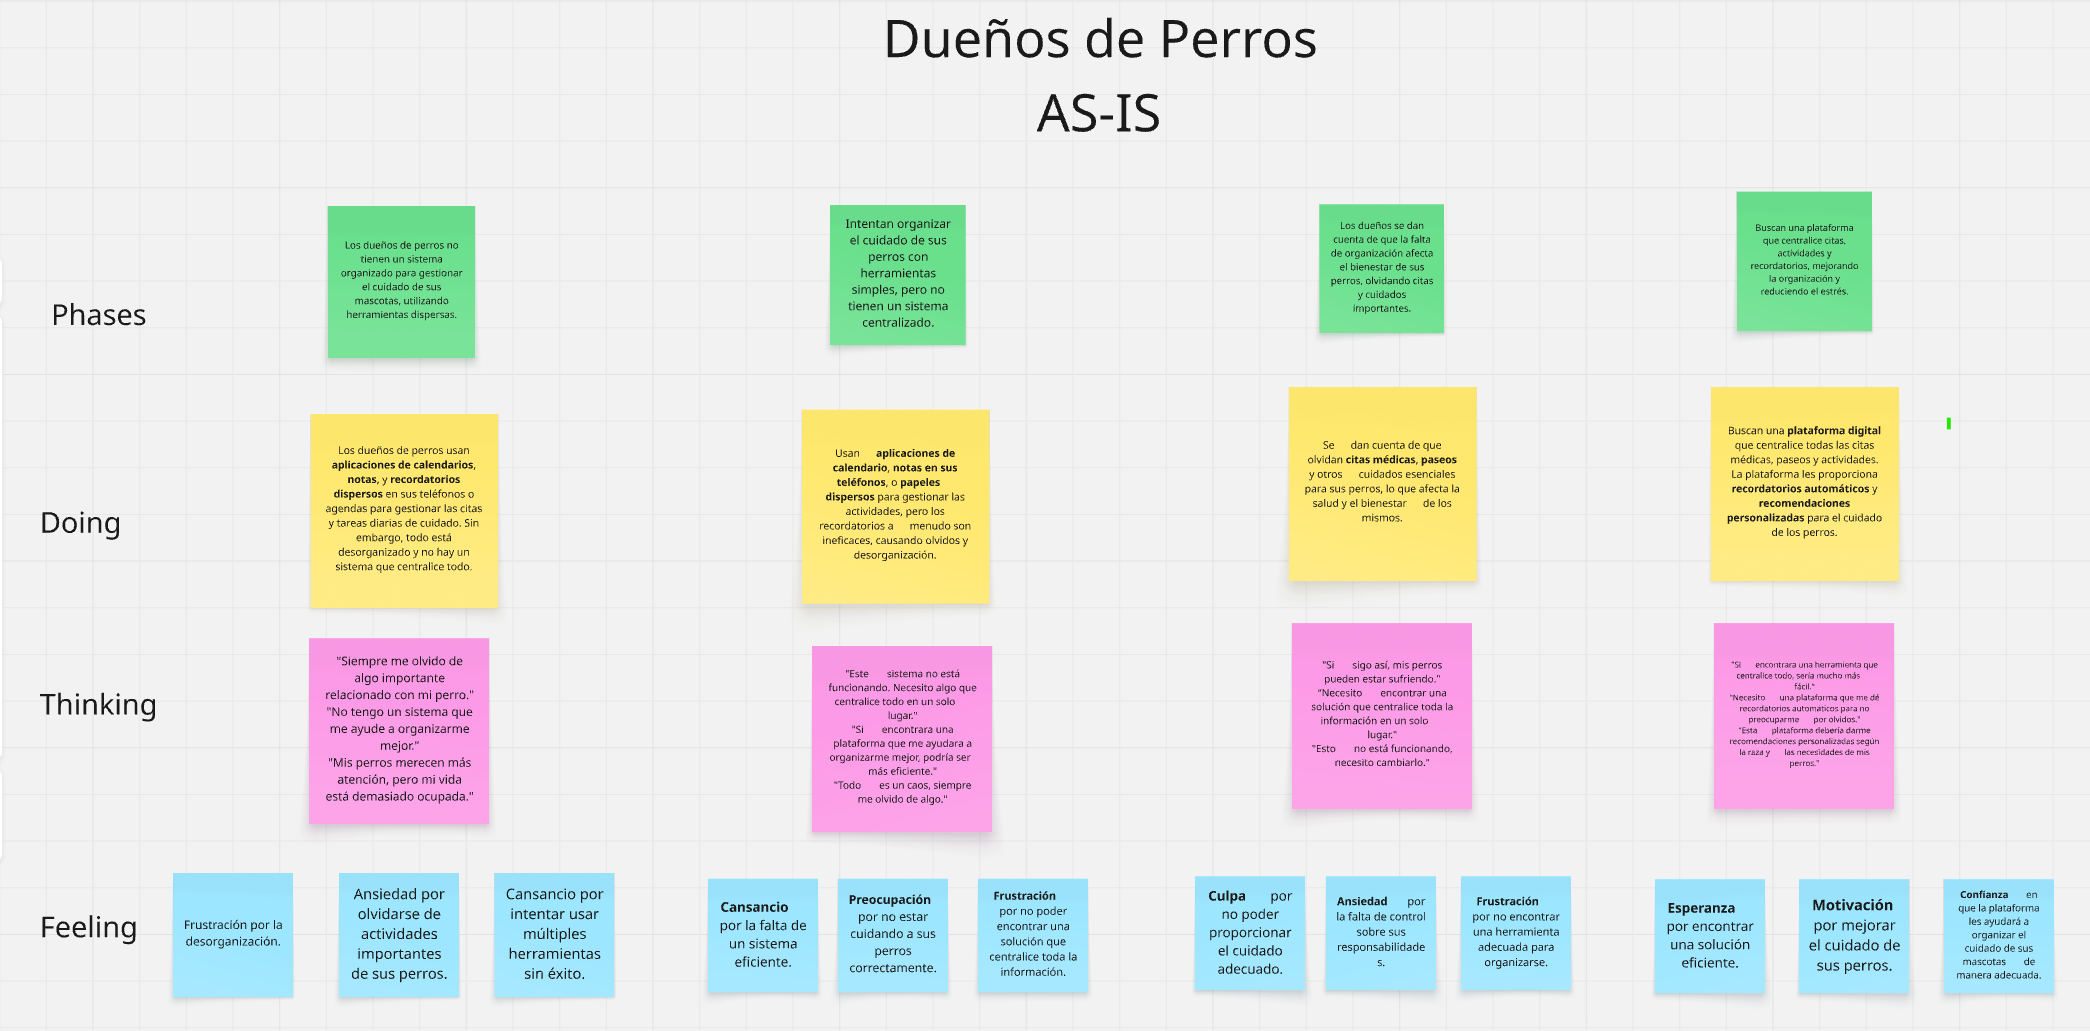 Dueños de Perros
AS-IS
Phases
Los dueños de perros no
tienen un sistema
organizado para gestionar
el cuidado de sus
mascotas, utilizando
herramientas dispersas.
Intentan organizar
el cuidado de sus
perros con
herramientas
simples, pero no
tienen un sistema
centralizado.
Los dueños se dan
cuenta de que la falta
de organización afecta
el bienestar de sus
perros, olvidando citas
y cuidados
importantes.
Buscan una plataforma
que centralice citas,
actividades y
recordatorios, mejorando
la organización y
reduciendo el estrés.
Doing
Los dueños de perros usan
aplicaciones de calendarios,
notas, y recordatorios
dispersos en sus teléfonos o
agendas para gestionar las citas
y tareas diarias de cuidado. Sin
embargo, todo está
desorganizado y no hay un
sistema que centralice todo.
Usan aplicaciones de
calendario, notas en sus
teléfonos, o papeles
dispersos para gestionar las
actividades, pero los
recordatorios a menudo son
ineficaces, causando olvidos y
desorganización.
Se dan cuenta de que
olvidan citas médicas, paseos
y otros cuidados esenciales
para sus perros, lo que afecta la
salud y el bienestar de los
mismos.
Buscan una plataforma digital
que centralice todas las citas
médicas, paseos y actividades.
La plataforma les proporciona
recordatorios automáticos y
recomendaciones
personalizadas para el cuidado
de los perros.
Thinking
"Siempre me olvido de
algo importante
relacionado con mi perro."
"No tengo un sistema que
me ayude a organizarme
mejor."
"Mis perros merecen más
atención, pero mi vida
está demasiado ocupada."
"Este sistema no está
funcionando. Necesito algo que
centralice todo en un solo
lugar."
"Si encontrara una
plataforma que me ayudara a
organizarme mejor, podría ser
más eficiente."
"Todo es un caos, siempre
me olvido de algo."
"Si sigo así, mis perros
pueden estar sufriendo."
"Necesito encontrar una
solución que centralice toda la
información en un solo
lugar."
"Esto no está funcionando,
necesito cambiarlo."
"Si encontrara una herramienta que
centralice todo, sería mucho más
fácil."
"Necesito una plataforma que me dé
recordatorios automáticos para no
preocuparme por olvidos."
"Esta plataforma debería darme
recomendaciones personalizadas según
la raza y las necesidades de mis
perros."
Feeling
Frustración por la
desorganización.
Ansiedad por
olvidarse de
actividades
importantes
de sus perros.
Cansancio por
intentar usar
múltiples
herramientas
sin éxito.
Cansancio
por la falta de
un sistema
eficiente.
Preocupación
por no estar
cuidando a sus
perros
correctamente.
Frustración
por no poder
encontrar una
solución que
centralice toda la
información.
Culpa por
no poder
proporcionar
el cuidado
adecuado.
Ansiedad por
la falta de control
sobre sus
responsabilidade
s.
Frustración
por no encontrar
una herramienta
adecuada para
organizarse.
Esperanza
por encontrar
una solución
eficiente.
Motivación
por mejorar
el cuidado de
sus perros.
Confianza en
que la plataforma
les ayudará a
organizar el
cuidado de sus
mascotas de
manera adecuada.